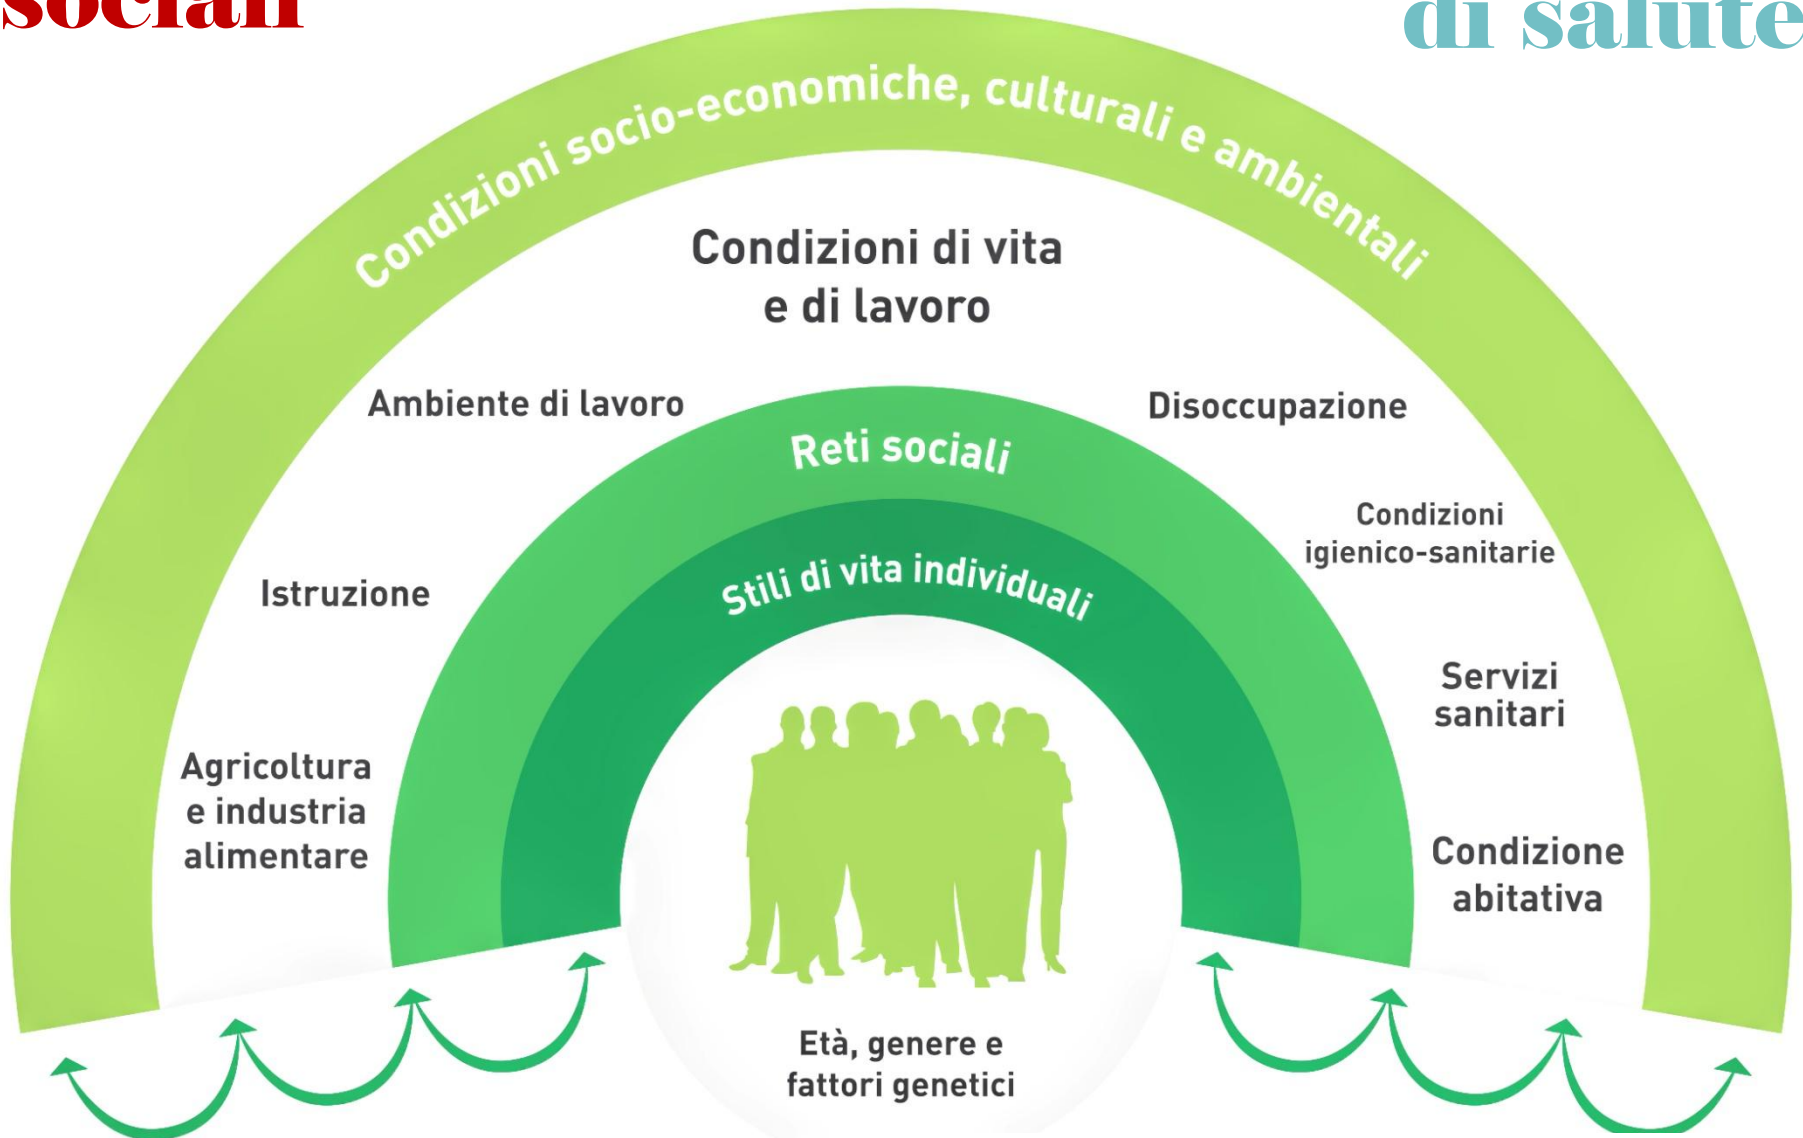 sociali
di salute
Condizioni socio-economiche, culturali e ambientali
Condizioni di vita
e di lavoro
Ambiente di lavoro
Disoccupazione
Reti sociali
Condizioni
igienico-sanitarie
Stili di vita individuali
Istruzione
Servizi
sanitari
Agricoltura
e industria
alimentare
Condizione
abitativa
Età, genere e
fattori genetici